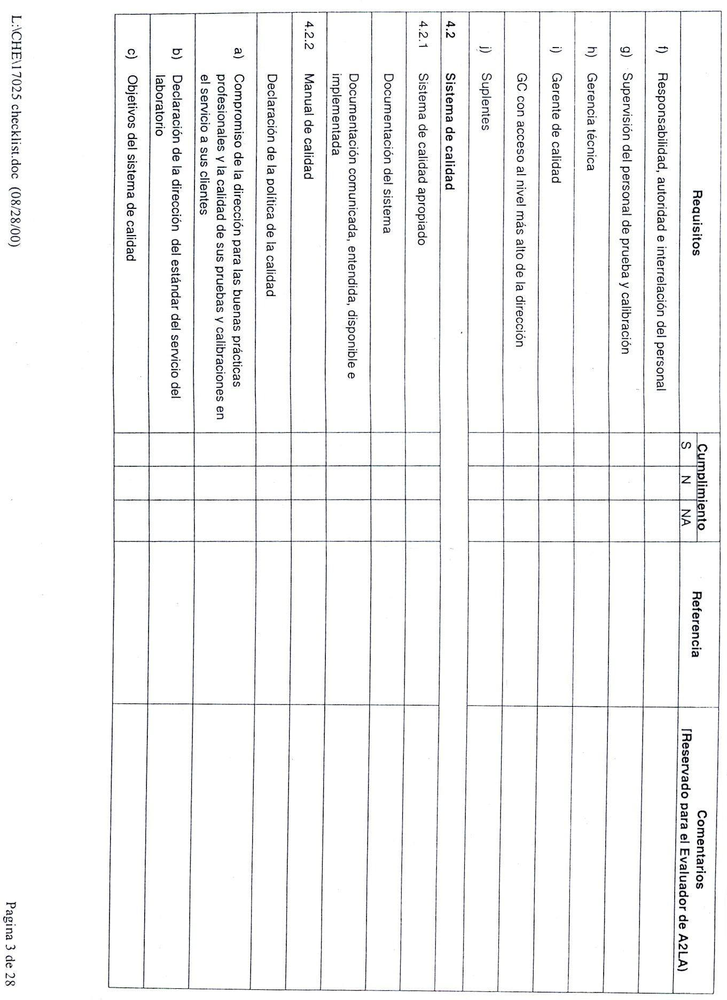 Requisitos
Cumplimiento
Referencia
Comentarios
S
N
NA
[Reservado para el Evaluador de A2LA)
f) Responsabilidad, autoridad e interrelación del personal
g) Supervisión del personal de prueba y calibración
h) Gerencia técnica
i) Gerente de calidad
GC con acceso al nivel más alto de la dirección
j) Suplentes
4.2 Sistema de calidad
4.2.1 Sistema de calidad apropiado
Documentación del sistema
Documentación comunicada, entendida, disponible e
implementada
4.2.2 Manual de calidad
Declaración de la política de la calidad
a) Compromiso de la dirección para las buenas prácticas
profesionales y la calidad de sus pruebas y calibraciones en
el servicio a sus clientes
b) Declaración de la dirección del estándar del servicio del
laboratorio
c) Objetivos del sistema de calidad
L:\CHE\17025 checklist.doc (08/28/00)
Pagina 3 de 28